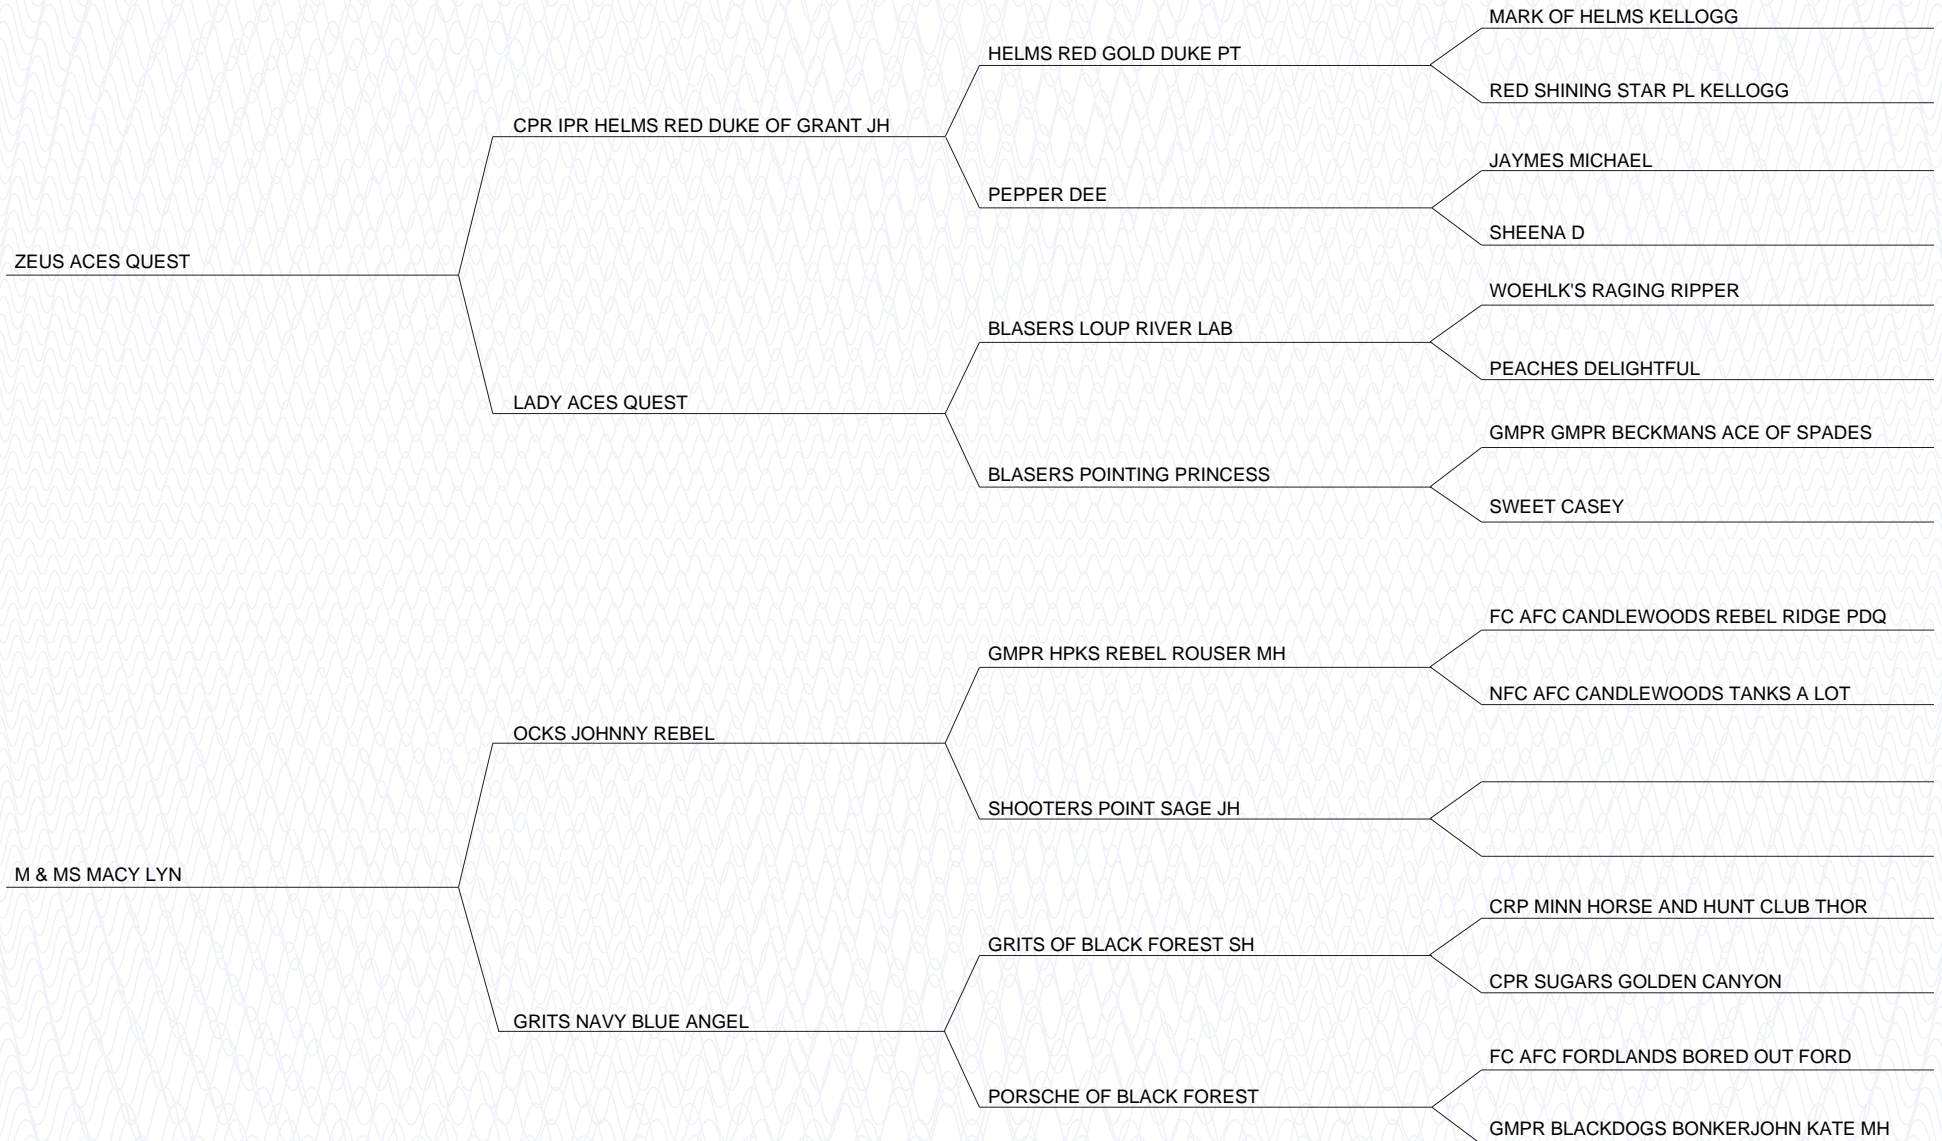 MARK OF HELMS KELLOGG
HELMS RED GOLD DUKE PT
RED SHINING STAR PL KELLOGG
CPR IPR HELMS RED DUKE OF GRANT JH
JAYMES MICHAEL
PEPPER DEE
SHEENA D
ZEUS ACES QUEST
WOEHLK'S RAGING RIPPER
BLASERS LOUP RIVER LAB
PEACHES DELIGHTFUL
LADY ACES QUEST
GMPR GMPR BECKMANS ACE OF SPADES
BLASERS POINTING PRINCESS
SWEET CASEY
FC AFC CANDLEWOODS REBEL RIDGE PDQ
GMPR HPKS REBEL ROUSER MH
NFC AFC CANDLEWOODS TANKS A LOT
OCKS JOHNNY REBEL
SHOOTERS POINT SAGE JH
M & MS MACY LYN
CRP MINN HORSE AND HUNT CLUB THOR
GRITS OF BLACK FOREST SH
CPR SUGARS GOLDEN CANYON
GRITS NAVY BLUE ANGEL
FC AFC FORDLANDS BORED OUT FORD
PORSCHE OF BLACK FOREST
GMPR BLACKDOGS BONKERJOHN KATE MH